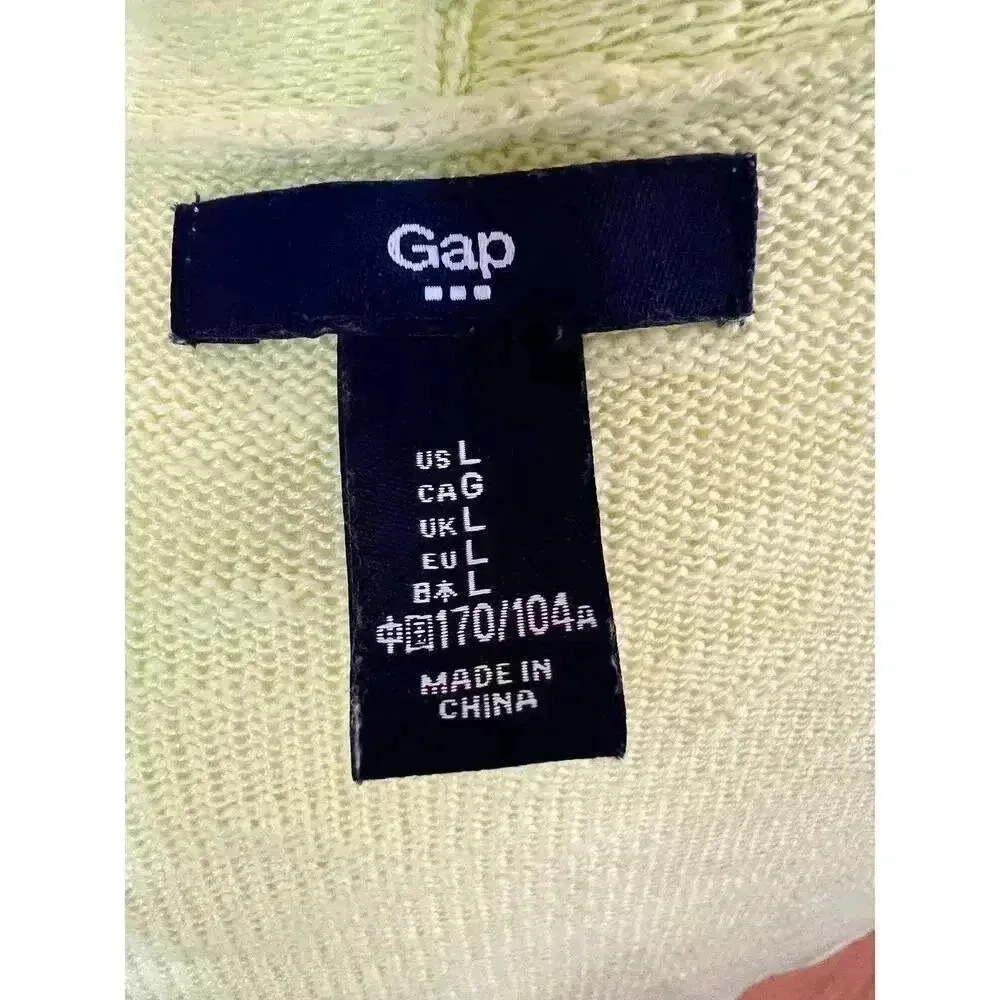 Gap
US L
CA G
UK L
EU L
日本 L
中国 170/104A
MADE IN
CHINA